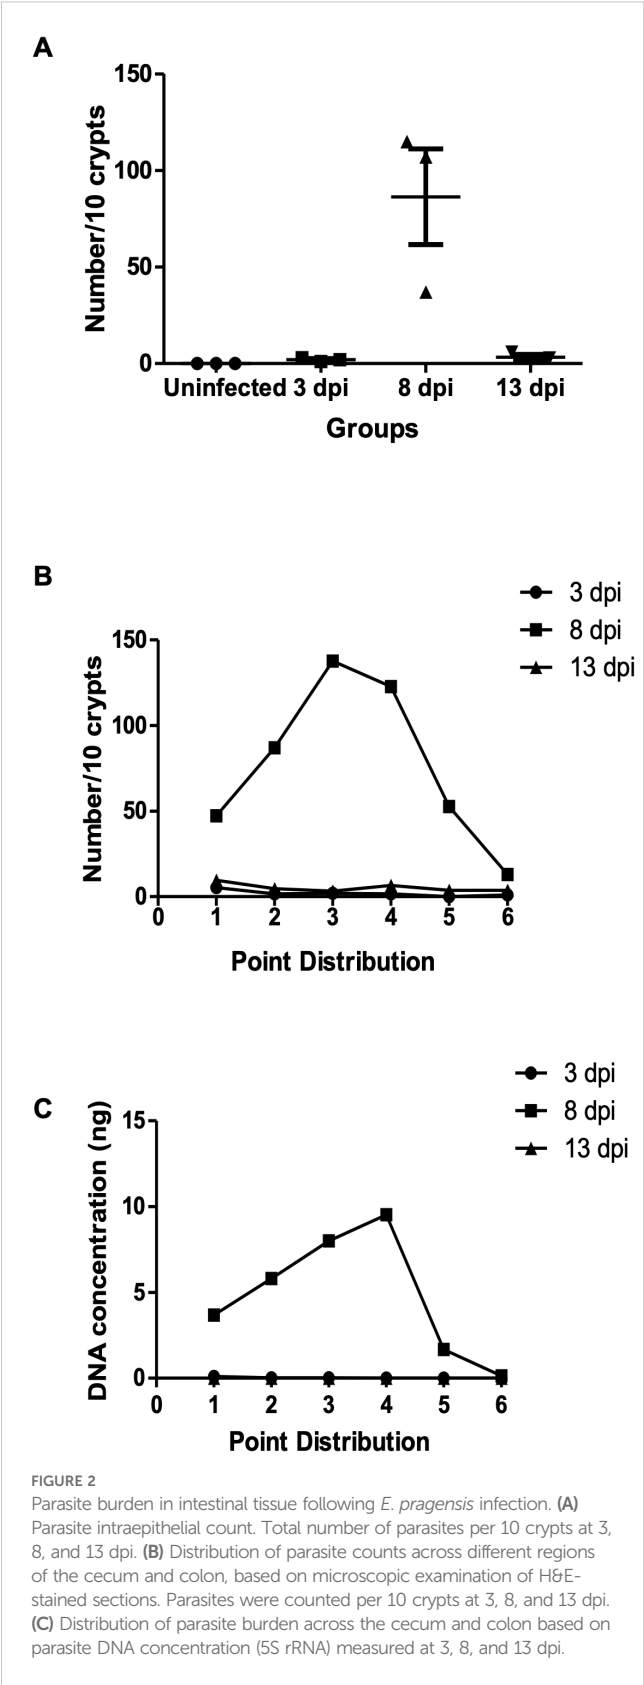 A
150
100
50
0
Number/10 crypts
Uninfected 3 dpi 8 dpi 13 dpi
Groups
B
3 dpi
8 dpi
13 dpi
150
100
50
0
Number/10 crypts
0 1 2 3 4 5 6
Point Distribution
3 dpi
8 dpi
13 dpi
C
15
10
5
0
DNA concentration (ng)
0 1 2 3 4 5 6
Point Distribution
FIGURE 2
Parasite burden in intestinal tissue following E. pragensis infection. (A)
Parasite intraepithelial count. Total number of parasites per 10 crypts at 3,
8, and 13 dpi. (B) Distribution of parasite counts across different regions
of the cecum and colon, based on microscopic examination of H&E-
stained sections. Parasites were counted per 10 crypts at 3, 8, and 13 dpi.
(C) Distribution of parasite burden across the cecum and colon based on
parasite DNA concentration (5S rRNA) measured at 3, 8, and 13 dpi.